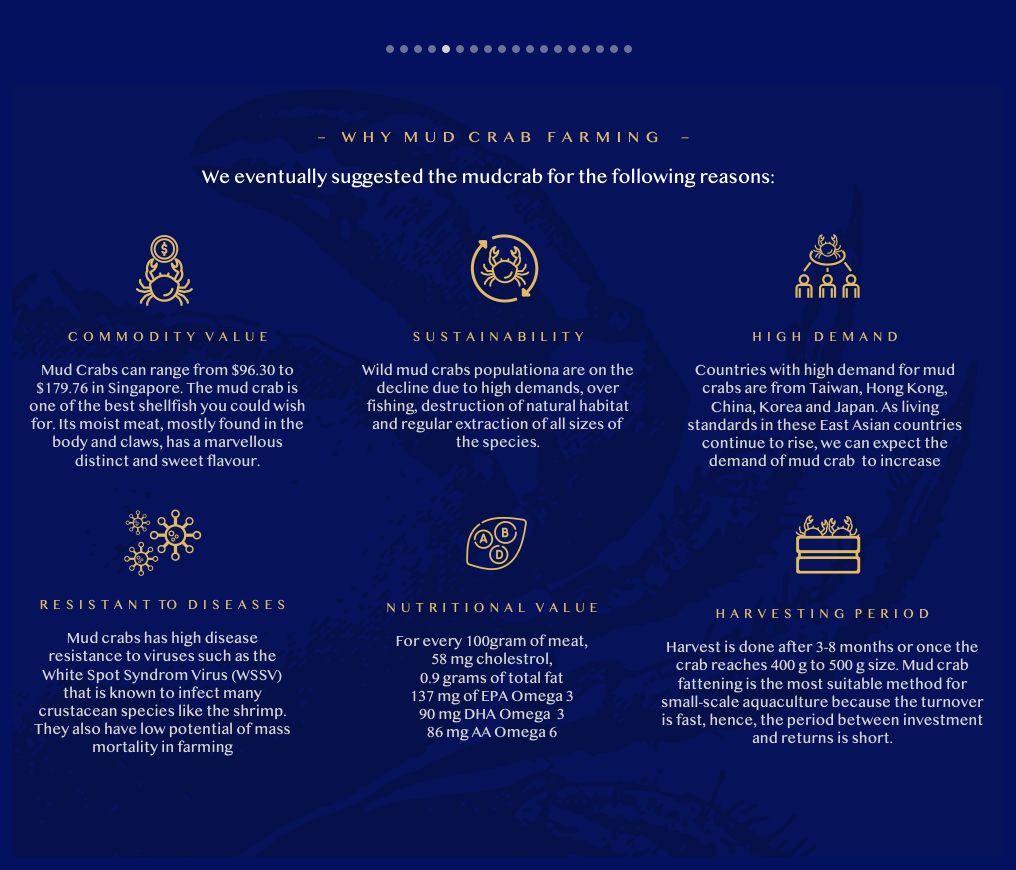 – WHY MUD CRAB FARMING –
We eventually suggested the mudcrab for the following reasons:
$
COMMODITY VALUE
Mud Crabs can range from $96.30 to
$179.76 in Singapore. The mud crab is
one of the best shellfish you could wish
for. Its moist meat, mostly found in the
body and claws, has a marvellous
distinct and sweet flavour.
SUSTAINABILITY
Wild mud crabs populationa are on the
decline due to high demands, over
fishing, destruction of natural habitat
and regular extraction of all sizes of
the species.
HIGH DEMAND
Countries with high demand for mud
crabs are from Taiwan, Hong Kong,
China, Korea and Japan. As living
standards in these East Asian countries
continue to rise, we can expect the
demand of mud crab to increase
RESISTANT TO DISEASES
Mud crabs has high disease
resistance to viruses such as the
White Spot Syndrom Virus (WSSV)
that is known to infect many
crustacean species like the shrimp.
They also have low potential of mass
mortality in farming
A B
D
NUTRITIONAL VALUE
For every 100gram of meat,
58 mg cholestrol,
0.9 grams of total fat
137 mg of EPA Omega 3
90 mg DHA Omega 3
86 mg AA Omega 6
HARVESTING PERIOD
Harvest is done after 3-8 months or once the
crab reaches 400 g to 500 g size. Mud crab
fattening is the most suitable method for
small-scale aquaculture because the turnover
is fast, hence, the period between investment
and returns is short.